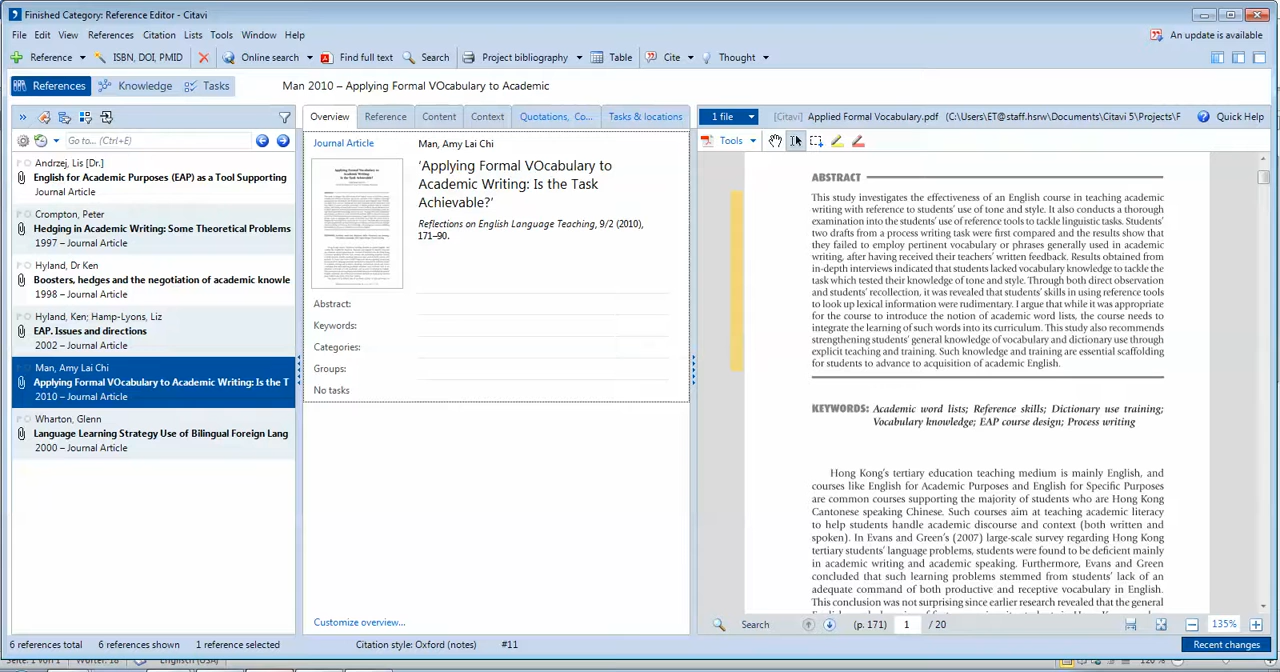 Finished Category: Reference Editor - Citavi
File Edit View References Citation Lists Tools Window Help
An update is available
Reference ISBN, DOI, PMID Online search Find full text Search Project bibliography Table Cite Thought
References Knowledge Tasks
Man 2010 – Applying Formal VOcabulary to Academic
Go to... (Ctrl+E)
Andrzej, Lis [Dr.]
English for Academic Purposes (EAP) as a Tool Supporting
Journal Article
Crompton, Peter
Hedging in Academic Writing: Some Theoretical Problems
1997 – Journal Article
Hyland, Dr Ken
Boosters, hedges and the negotiation of academic knowle
1998 – Journal Article
Hyland, Ken; Hamp-Lyons, Liz
EAP. Issues and directions
2002 – Journal Article
Man, Amy Lai Chi
Applying Formal VOcabulary to Academic Writing: Is the T
2010 – Journal Article
Wharton, Glenn
Language Learning Strategy Use of Bilingual Foreign Lang
2000 – Journal Article
Overview Reference Content Context Quotations, Co... Tasks & locations
Journal Article
Man, Amy Lai Chi
‘Applying Formal VOcabulary to
Academic Writing: Is the Task
Achievable?’
Reflections on English Language Teaching, 9/2 (2010),
171–90.
Abstract:
Keywords:
Categories:
Groups:
No tasks
Customize overview...
1 file [Citavi] Applied Formal Vocabulary.pdf (C:\Users\ET@staff.hsrw\Documents\Citavi 5\Projects\F Quick Help
Tools
ABSTRACT
This study investigates the effectiveness of an English course in teaching academic
writing with reference to students' use of tone and style. It also conducts a thorough
examination into the students' use of reference tools to tackle linguistic tasks. Students'
two drafts from a process writing task were first compared and the results show that
they failed to employ pertinent vocabulary or phrases generally used in academic
writing, after having received their teachers' written feedback. Results obtained from
in-depth interviews indicated that students lacked vocabulary knowledge to tackle the
task which tested their knowledge of tone and style. Through both direct observation
and students' recollection, it was revealed that students' skills in using reference tools
to look up lexical information were rudimentary. I argue that while it was appropriate
for the course to introduce the notion of academic word lists, the course needs to
integrate the learning of such words into its curriculum. This study also recommends
strengthening students' general knowledge of vocabulary and dictionary use through
explicit teaching and training. Such knowledge and training are essential scaffolding
for students to advance to acquisition of academic English.
KEYWORDS: Academic word lists; Reference skills; Dictionary use training;
Vocabulary knowledge; EAP course design; Process writing
Hong Kong's tertiary education teaching medium is mainly English, and
courses like English for Academic Purposes and English for Specific Purposes
are common courses supporting the majority of students who are Hong Kong
Cantonese speaking Chinese. Such courses aim at teaching academic literacy
to help students handle academic discourse and context (both written and
spoken). In Evans and Green's (2007) large-scale survey regarding Hong Kong
tertiary students' language problems, students were found to be deficient mainly
in academic writing and academic speaking. Furthermore, Evans and Green
concluded that such learning problems stemmed from students' lack of an
adequate command of both productive and receptive vocabulary in English.
This conclusion was not surprising since earlier research revealed that the general
Search (p. 171) 1 / 20 135%
6 references total 6 references shown 1 reference selected Citation style: Oxford (notes) #11 Recent changes